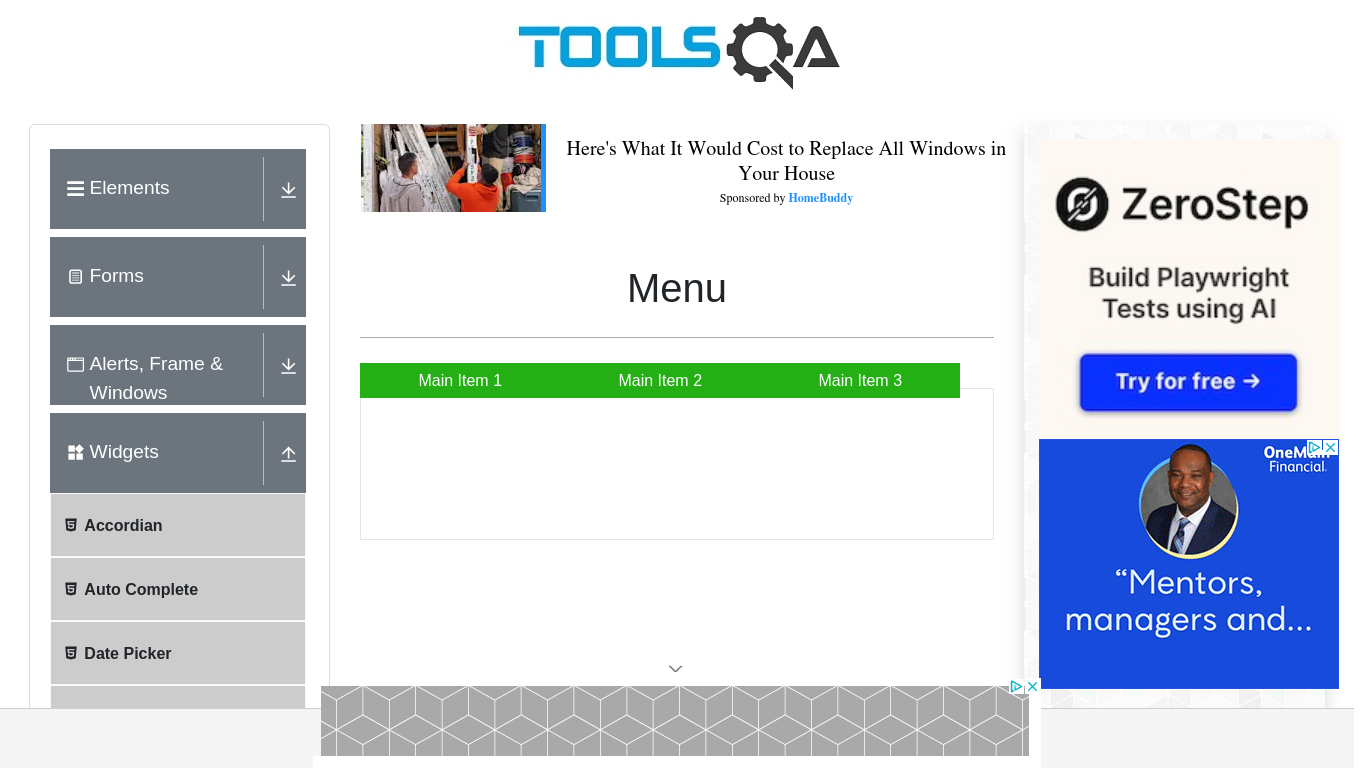 TOOLSQA
Elements
Forms
Alerts, Frame &
Windows
Widgets
Accordian
Auto Complete
Date Picker
Here's What It Would Cost to Replace All Windows in
Your House
Sponsored by HomeBuddy
Menu
Main Item 1
Main Item 2
Main Item 3
ZeroStep
Build Playwright
Tests using AI
Try for free →
OneMain
Financial
“Mentors,
managers and...